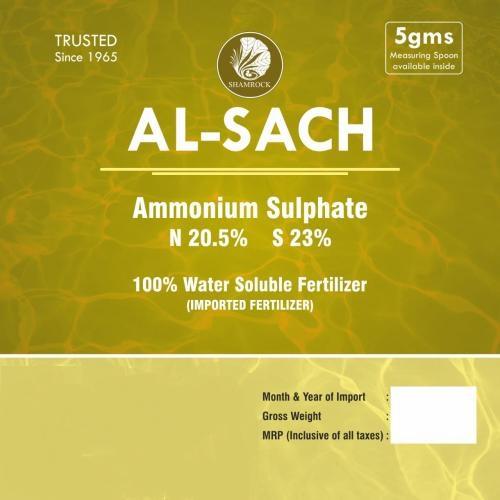 TRUSTED
Since 1965
SHAMROCK
5gms
Measuring Spoon
available inside
AL-SACH
Ammonium Sulphate
N 20.5% S 23%
100% Water Soluble Fertilizer
(IMPORTED FERTILIZER)
Month & Year of Import :
Gross Weight :
MRP (Inclusive of all taxes) :